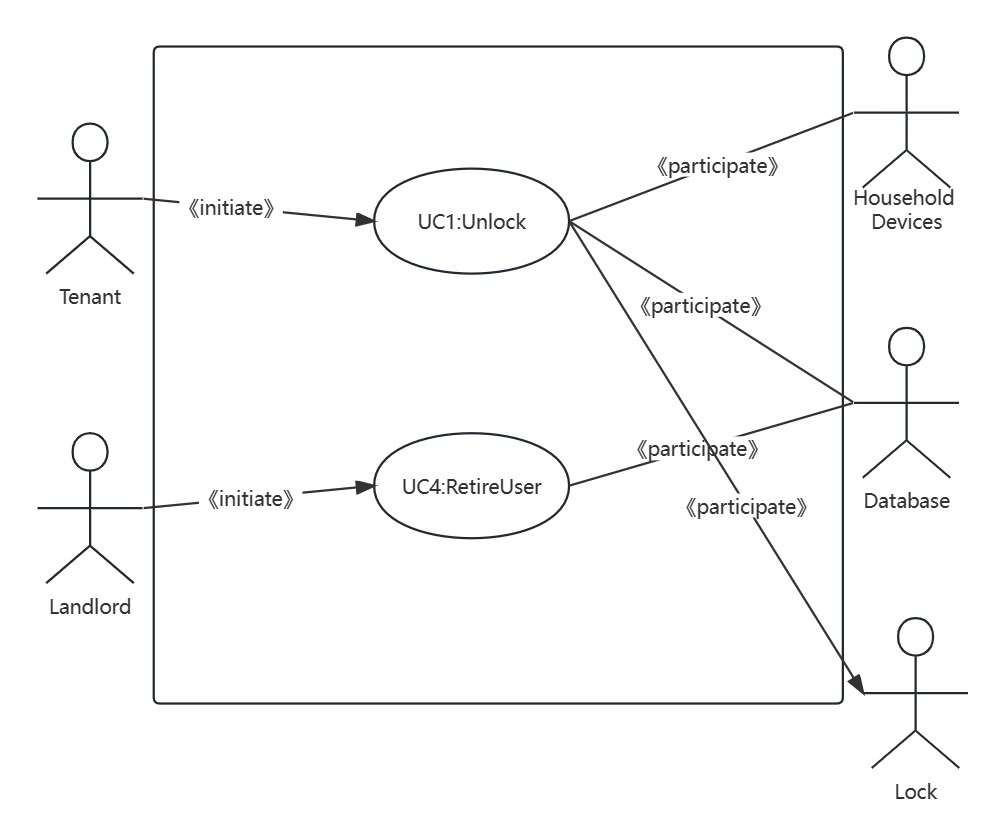 《participate》
Household
Devices
《initiate》
UC1:Unlock
Tenant
《participate》
《participate》
《initiate》
UC4:RetireUser
Database
《participate》
Landlord
Lock